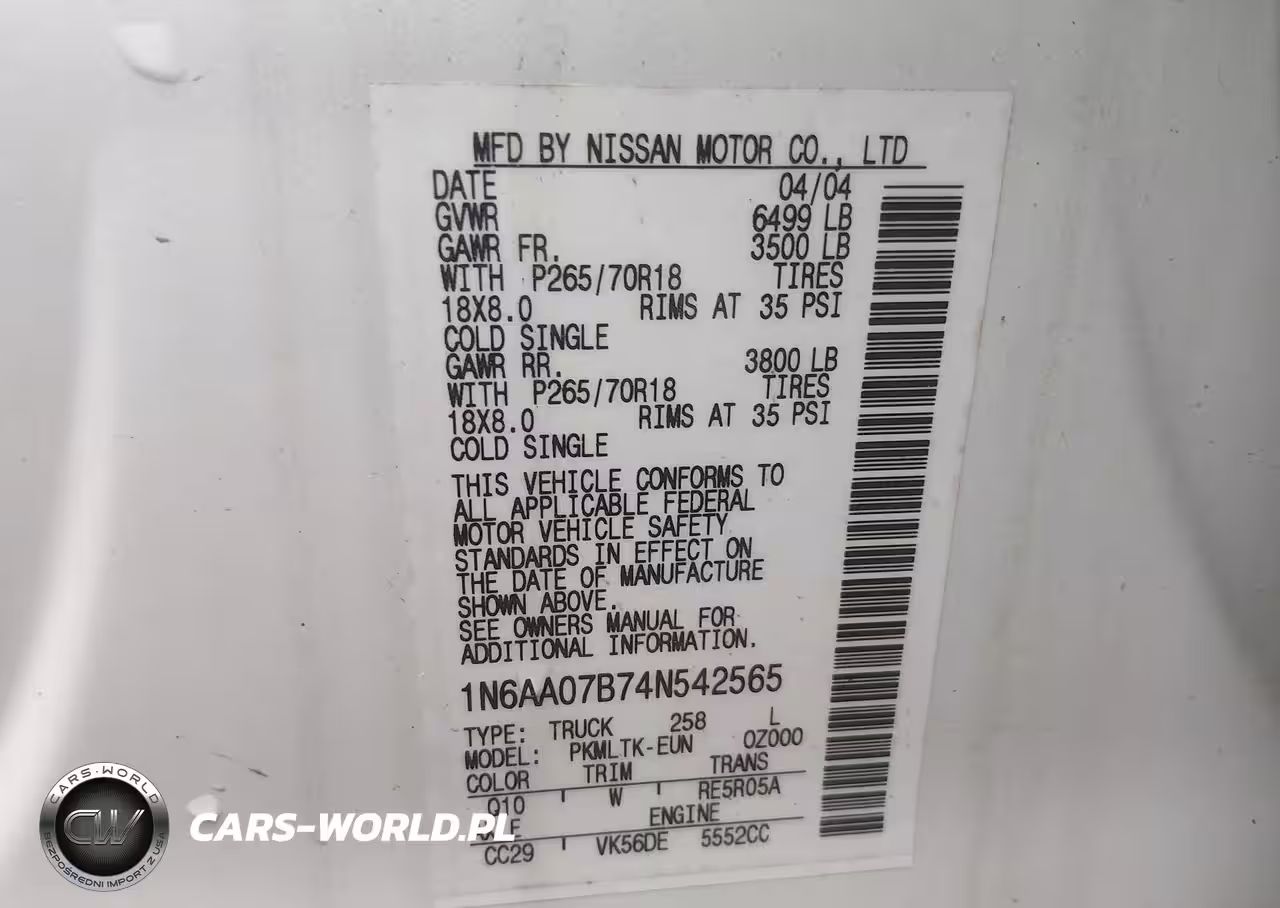 MFD BY NISSAN MOTOR CO., LTD
DATE 04/04
GVWR 6499 LB
GAWR FR. 3500 LB
WITH P265/70R18 TIRES
18X8.0 RIMS AT 35 PSI
COLD SINGLE
GAWR RR. 3800 LB
WITH P265/70R18 TIRES
18X8.0 RIMS AT 35 PSI
COLD SINGLE
THIS VEHICLE CONFORMS TO
ALL APPLICABLE FEDERAL
MOTOR VEHICLE SAFETY
STANDARDS IN EFFECT ON
THE DATE OF MANUFACTURE
SHOWN ABOVE.
SEE OWNERS MANUAL FOR
ADDITIONAL INFORMATION.
1N6AA07B74N542565
TYPE: TRUCK 258 L
MODEL: PKMLTK-EUN 0Z000
COLOR TRIM TRANS
Q10 W RE5R05A
ENGINE
CC29 VK56DE 5552CC
CARS-WORLD
CW
BEZPOŚREDNI IMPORT Z USA
CARS-WORLD.PL